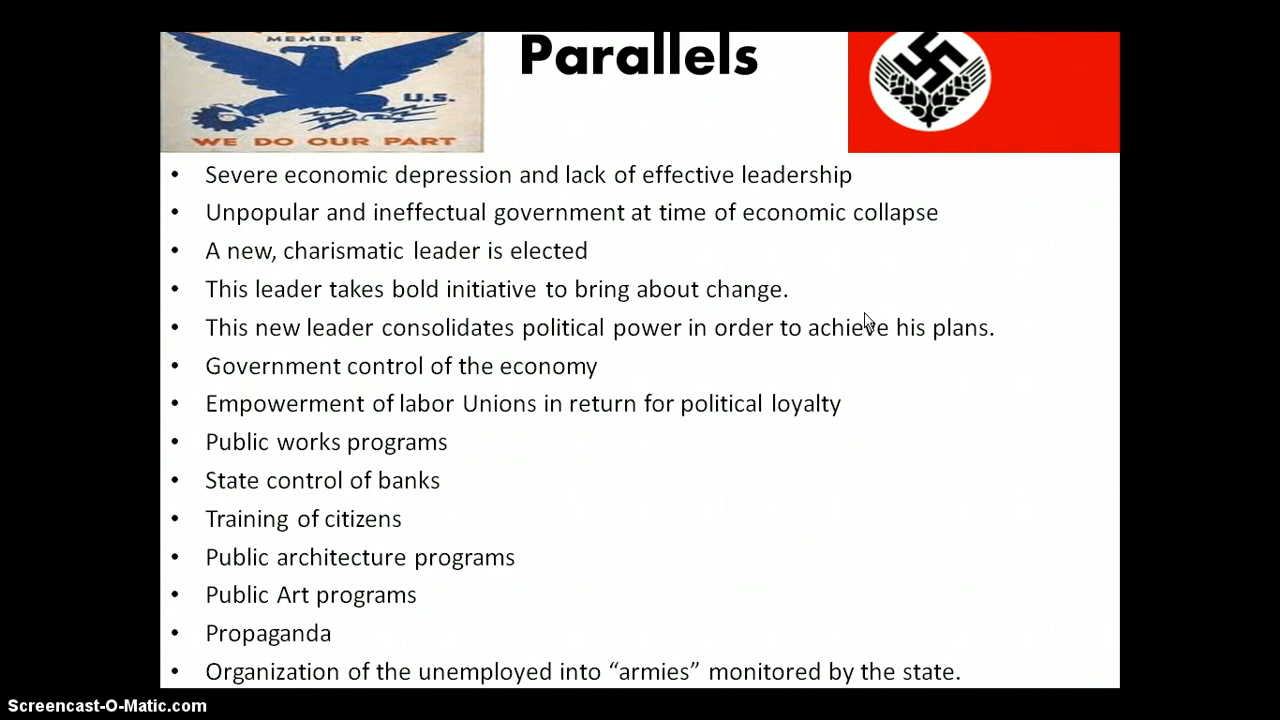 MEMBER
U.S.
WE DO OUR PART
Parallels
• Severe economic depression and lack of effective leadership
• Unpopular and ineffectual government at time of economic collapse
• A new, charismatic leader is elected
• This leader takes bold initiative to bring about change.
• This new leader consolidates political power in order to achieve his plans.
• Government control of the economy
• Empowerment of labor Unions in return for political loyalty
• Public works programs
• State control of banks
• Training of citizens
• Public architecture programs
• Public Art programs
• Propaganda
• Organization of the unemployed into “armies” monitored by the state.
Screencast-O-Matic.com